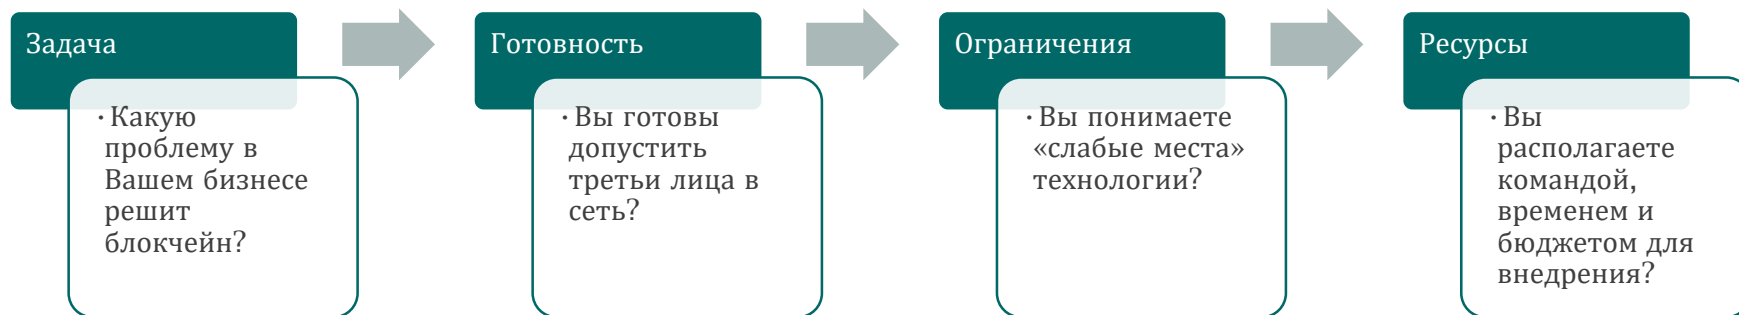 Задача
· Какую
проблему в
Вашем бизнесе
решит
блокчейн?
Готовность
· Вы готовы
допустить
третьи лица в
сеть?
Ограничения
· Вы понимаете
«слабые места»
технологии?
Ресурсы
· Вы
располагаете
командой,
временем и
бюджетом для
внедрения?